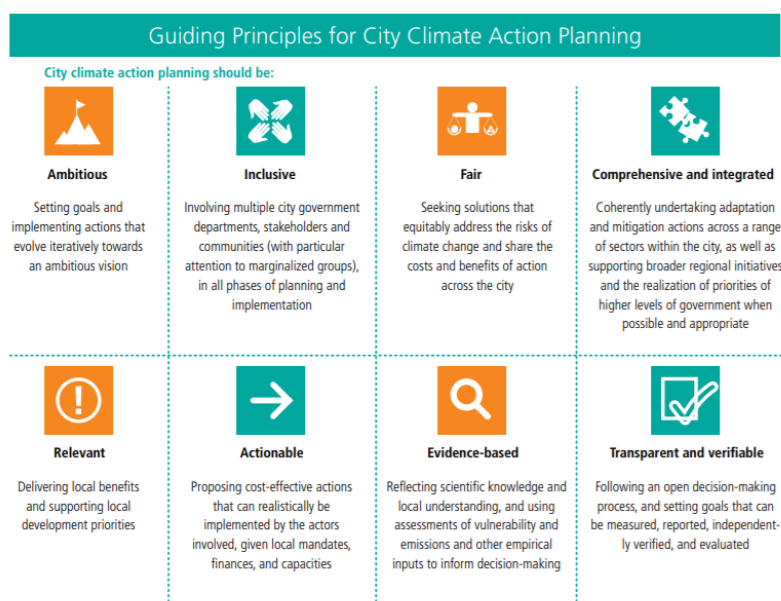 Guiding Principles for City Climate Action Planning
City climate action planning should be:
Ambitious
Setting goals and
implementing actions that
evolve iteratively towards
an ambitious vision
Inclusive
Involving multiple city government
departments, stakeholders and
communities (with particular
attention to marginalized groups),
in all phases of planning and
implementation
Fair
Seeking solutions that
equitably address the risks of
climate change and share the
costs and benefits of action
across the city
Comprehensive and integrated
Coherently undertaking adaptation
and mitigation actions across a range
of sectors within the city, as well as
supporting broader regional initiatives
and the realization of priorities of
higher levels of government when
possible and appropriate
Relevant
Delivering local benefits
and supporting local
development priorities
Actionable
Proposing cost-effective actions
that can realistically be
implemented by the actors
involved, given local mandates,
finances, and capacities
Evidence-based
Reflecting scientific knowledge and
local understanding, and using
assessments of vulnerability and
emissions and other empirical
inputs to inform decision-making
Transparent and verifiable
Following an open decision-making
process, and setting goals that can
be measured, reported, independent-
ly verified, and evaluated